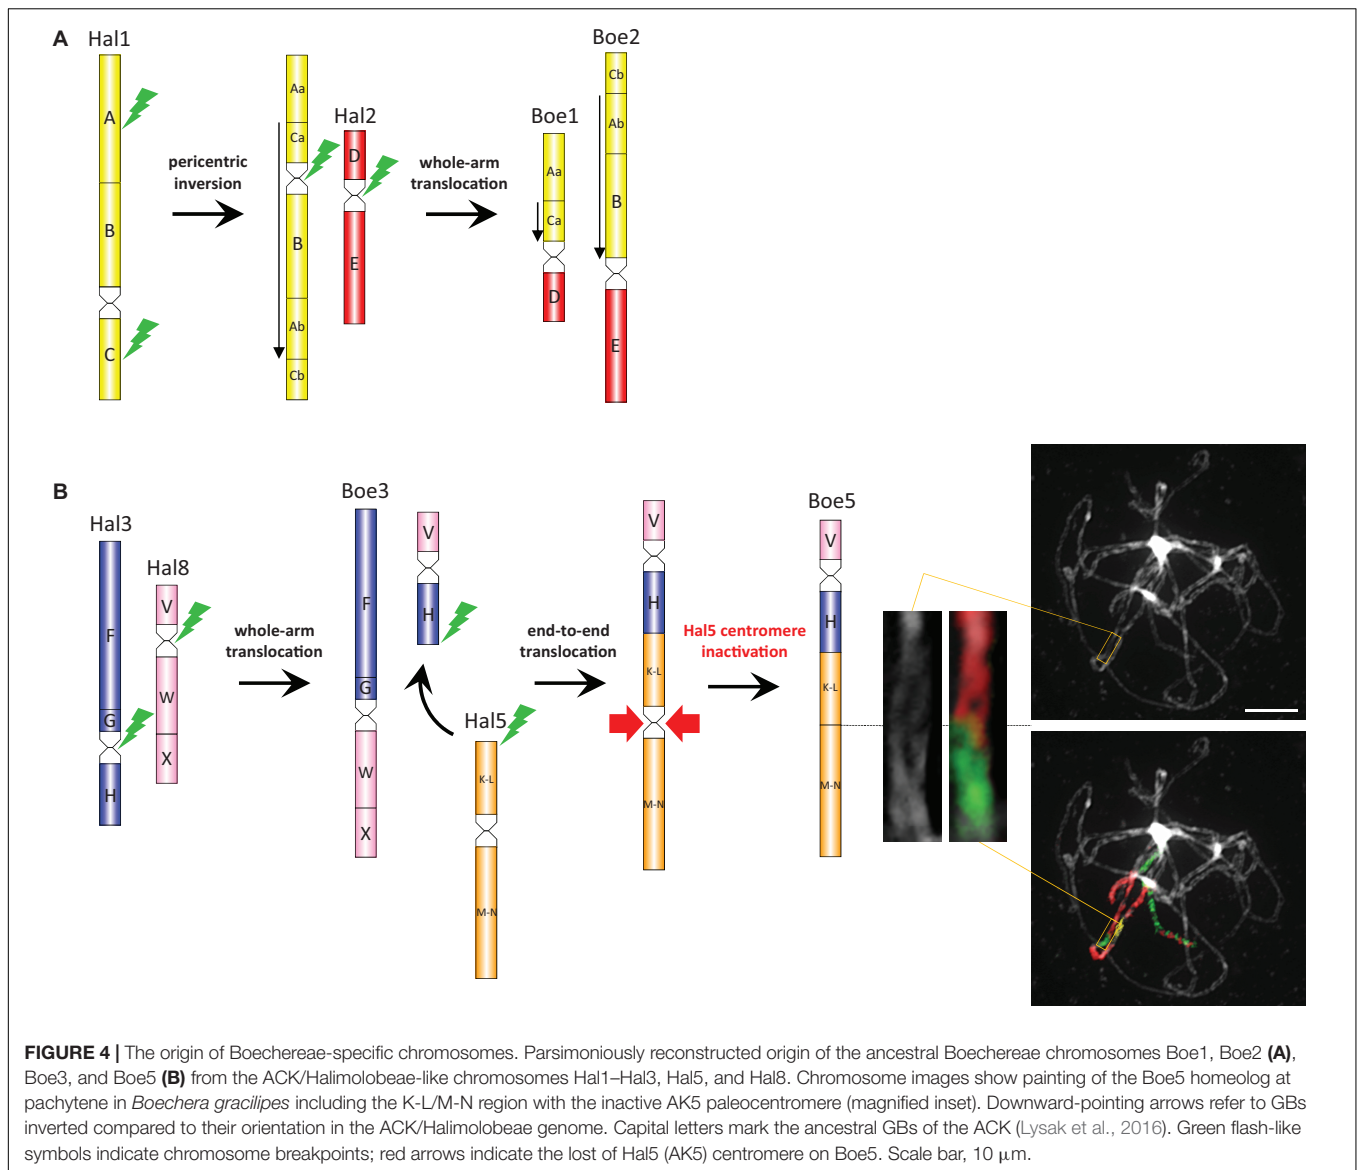 A
Hal1
Boe2
Hal2
Boe1
A
B
C
pericentric
inversion
Aa
Ca
B
Ab
Cb
D
E
whole-arm
translocation
Aa
Ca
D
Cb
Ab
B
E
B
Hal3
Hal8
F
G
H
V
W
X
whole-arm
translocation
Boe3
F
G
W
X
V
H
Hal5
K-L
M-N
end-to-end
translocation
V
H
K-L
M-N
Hal5 centromere
inactivation
Boe5
V
H
K-L
M-N
FIGURE 4 | The origin of Boechereae-specific chromosomes. Parsimoniously reconstructed origin of the ancestral Boechereae chromosomes Boe1, Boe2 (A),
Boe3, and Boe5 (B) from the ACK/Halimolobeae-like chromosomes Hal1–Hal3, Hal5, and Hal8. Chromosome images show painting of the Boe5 homeolog at
pachytene in Boechera gracilipes including the K-L/M-N region with the inactive AK5 paleocentromere (magnified inset). Downward-pointing arrows refer to GBs
inverted compared to their orientation in the ACK/Halimolobeae genome. Capital letters mark the ancestral GBs of the ACK (Lysak et al., 2016). Green flash-like
symbols indicate chromosome breakpoints; red arrows indicate the lost of Hal5 (AK5) centromere on Boe5. Scale bar, 10 μm.